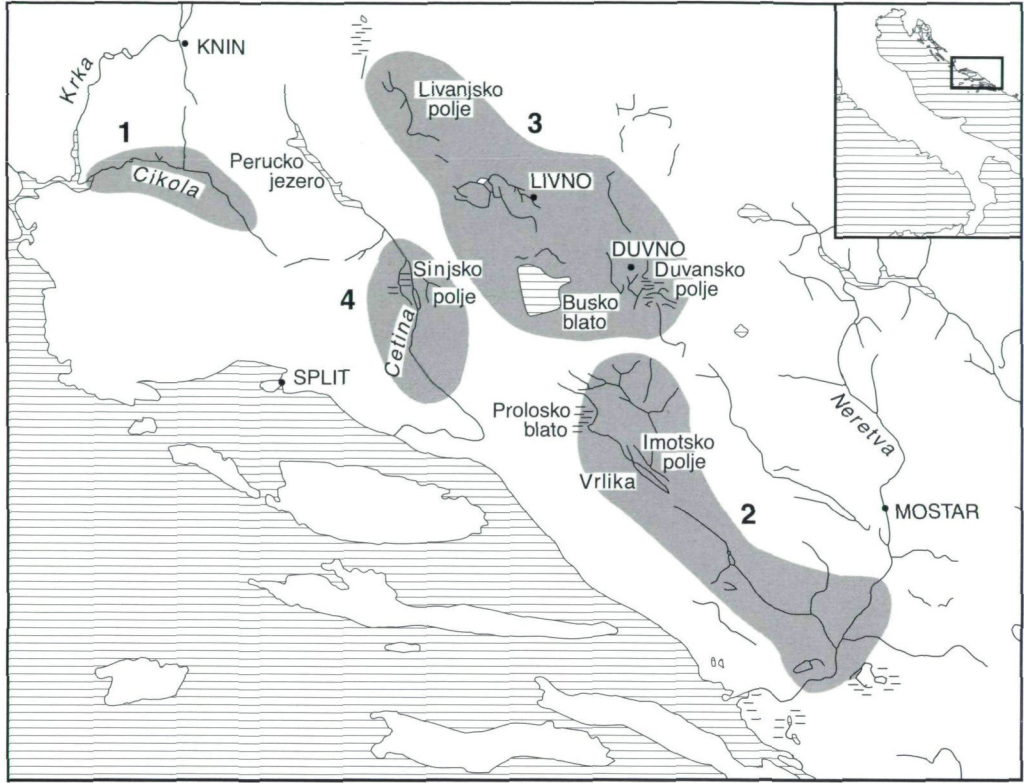 KNIN
Krka
1
Cikola
Perucko
jezero
Livanjsko
polje
3
LIVNO
DUVNO
Duvansko
polje
Busko
blato
Sinjsko
polje
4
Cetina
SPLIT
Prolosko
blato
Imotsko
polje
Vrlika
2
Neretva
MOSTAR